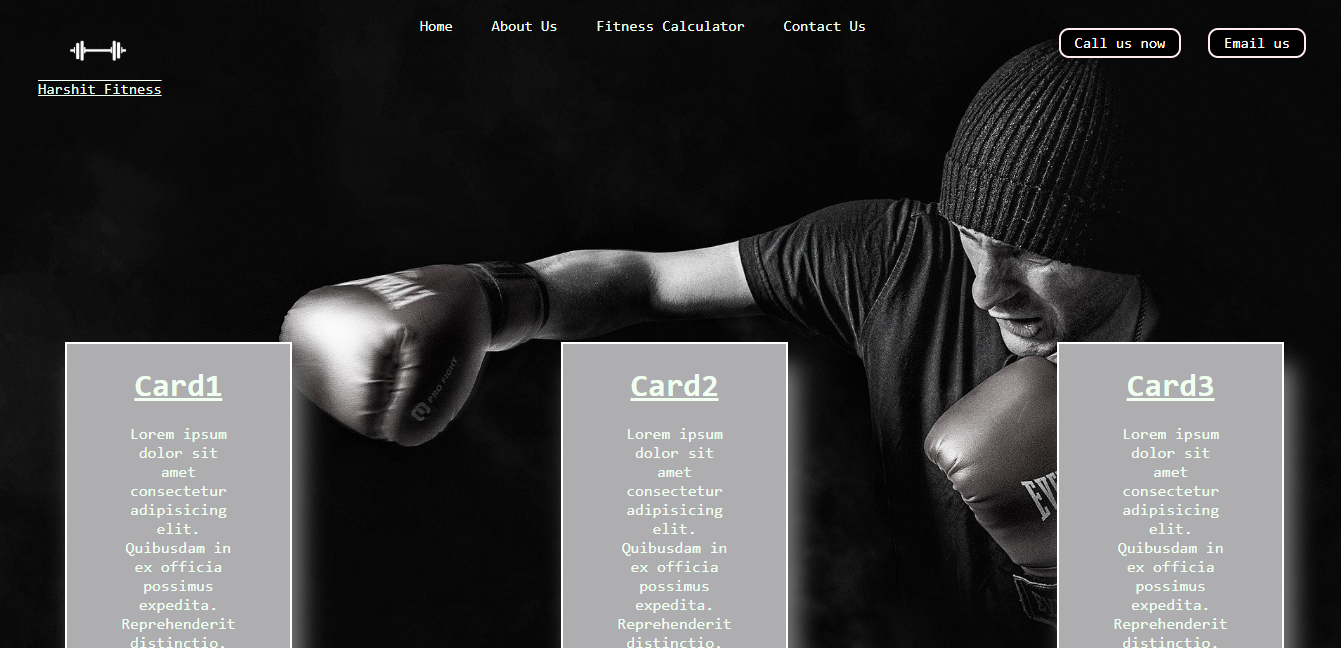 Home About Us Fitness Calculator Contact Us
Call us now Email us
Harshit Fitness
PRO FIGHT
Card1
Lorem ipsum
dolor sit
amet
consectetur
adipisicing
elit.
Quibusdam in
ex officia
possimus
expedita.
Reprehenderit
distinctio.
Card2
Lorem ipsum
dolor sit
amet
consectetur
adipisicing
elit.
Quibusdam in
ex officia
possimus
expedita.
Reprehenderit
distinctio.
Card3
Lorem ipsum
dolor sit
amet
consectetur
adipisicing
elit.
Quibusdam in
ex officia
possimus
expedita.
Reprehenderit
distinctio.